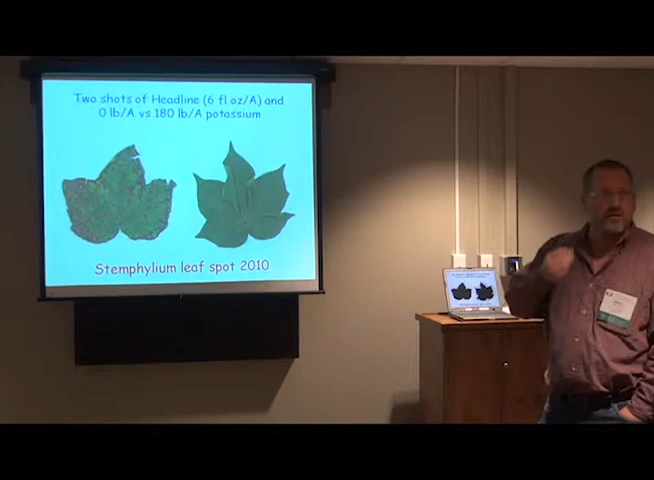 Two shots of Headline (6 fl oz/A) and
0 lb/A vs 180 lb/A potassium
Stemphylium leaf spot 2010